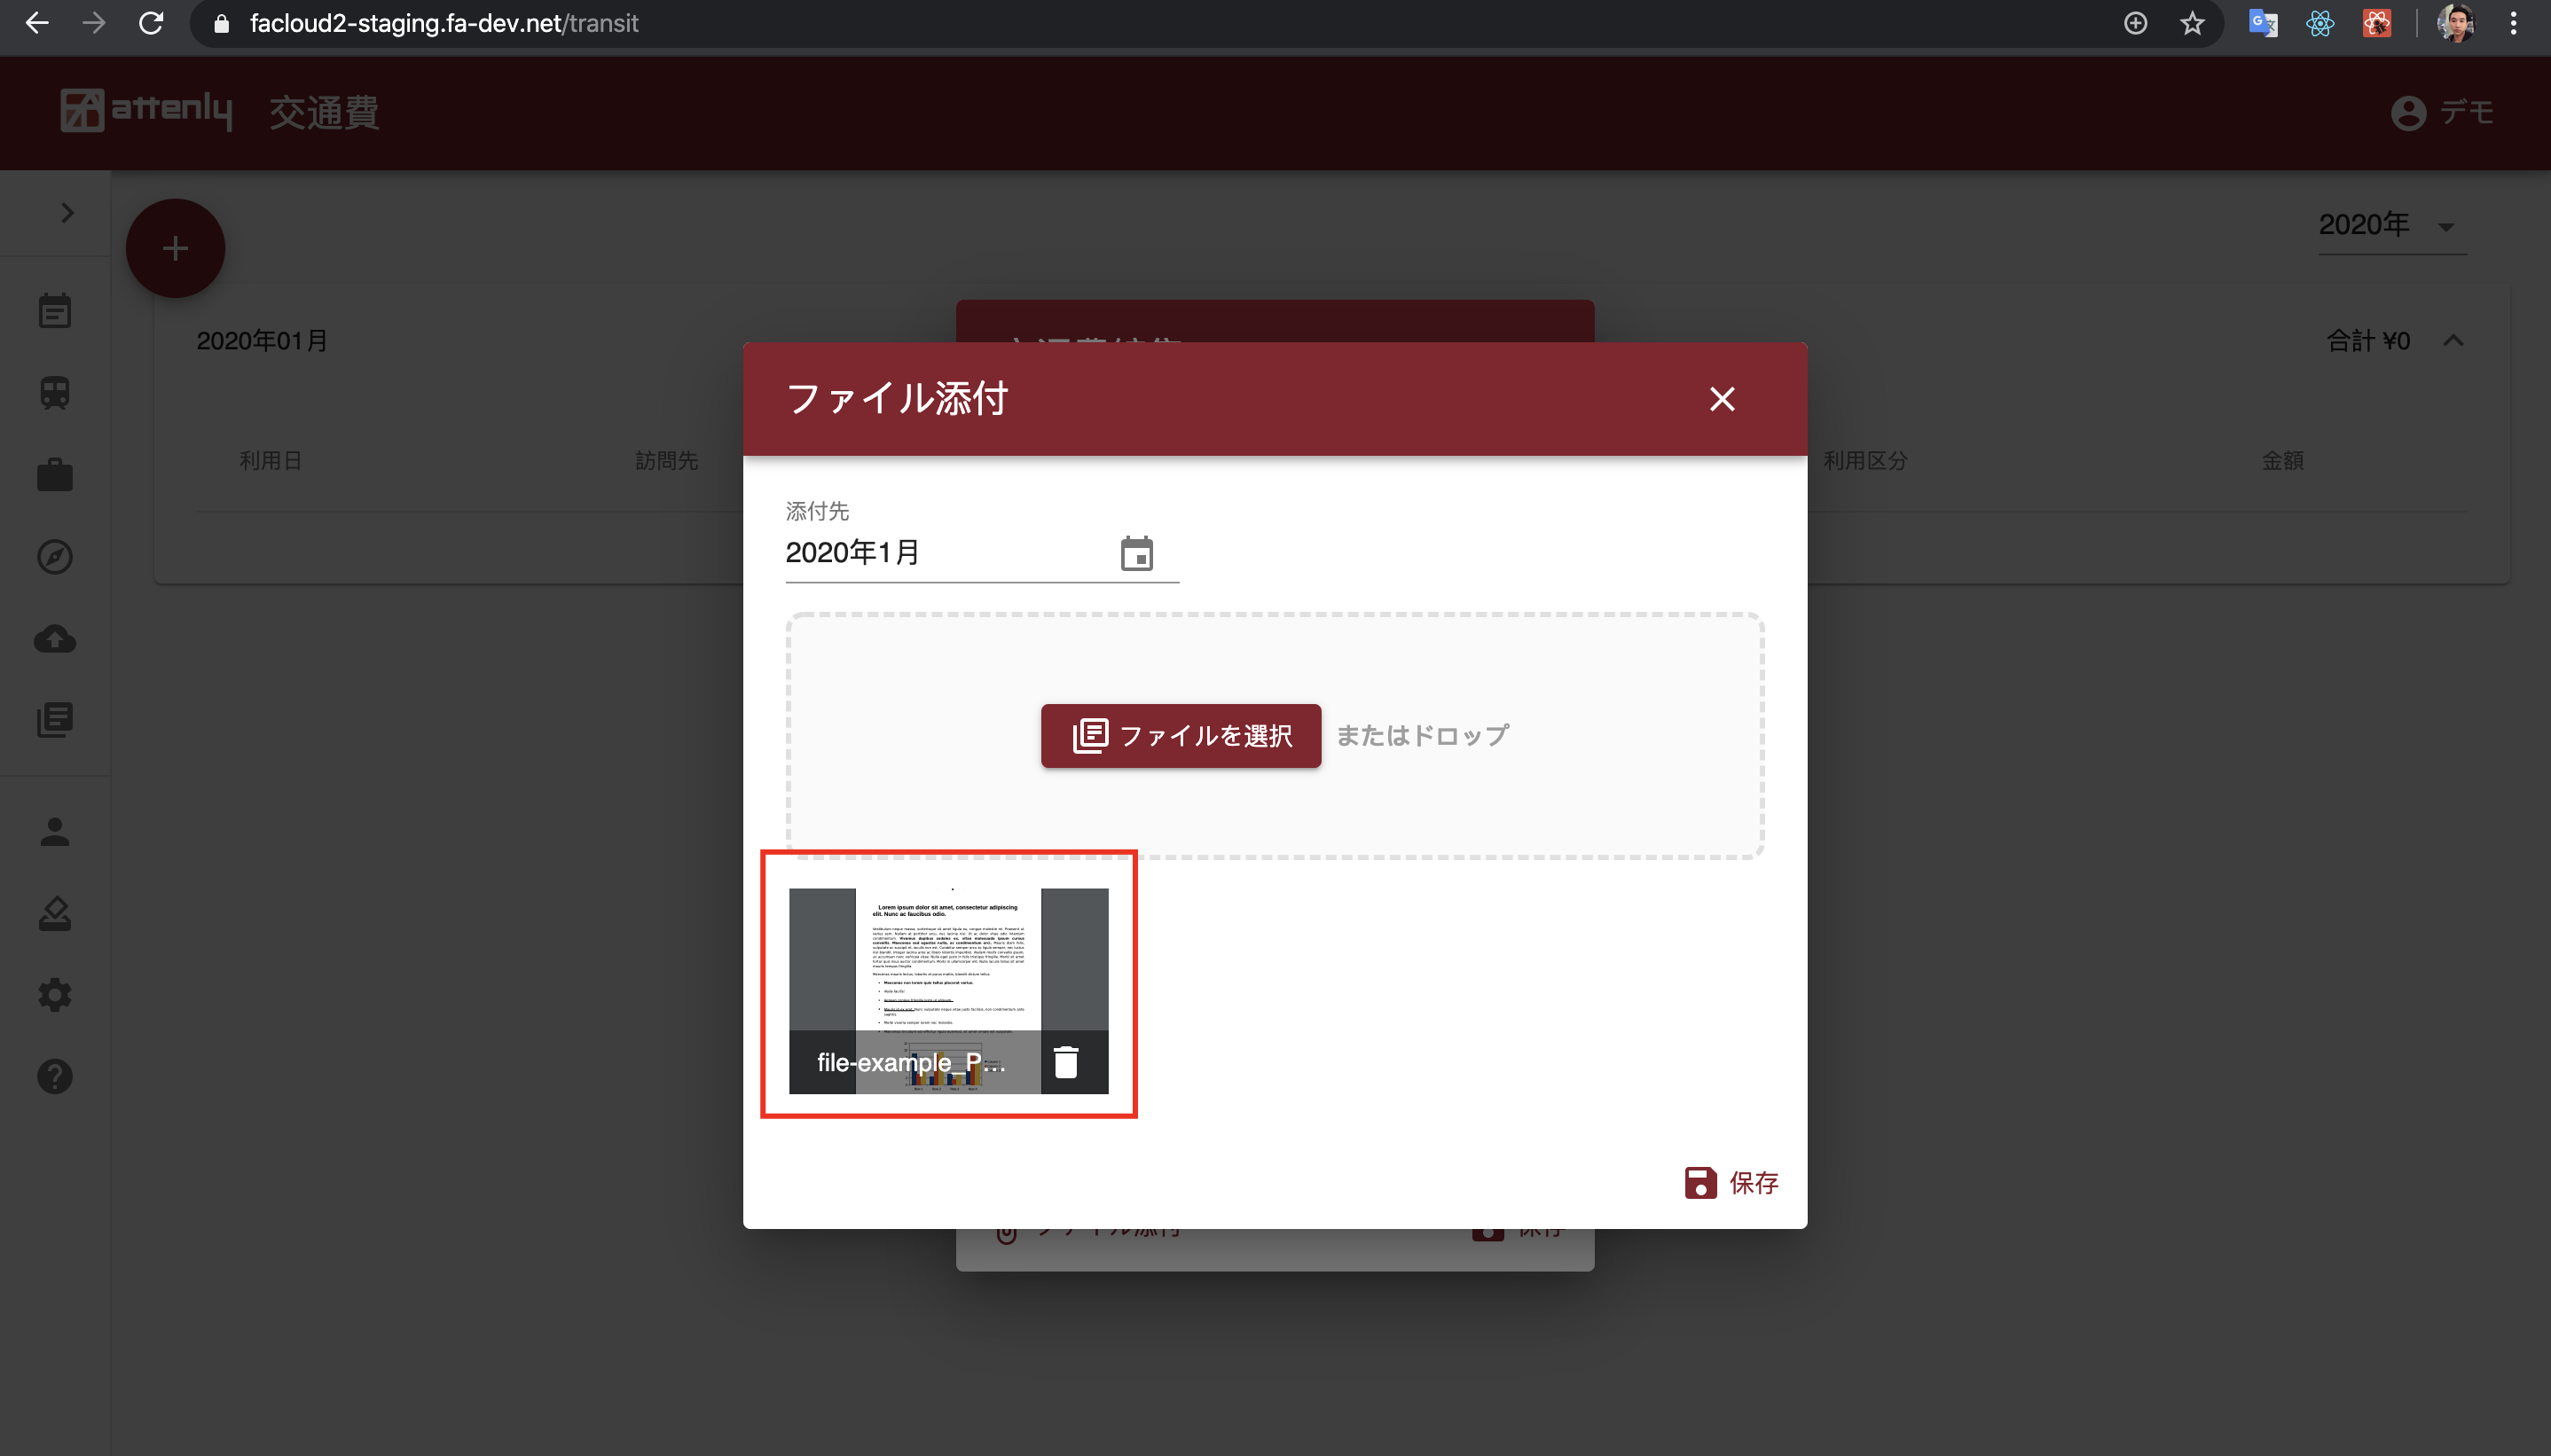 facloud2-staging.fa-dev.net/transit
attenly 交通費
デモ
2020年
2020年01月
合計 ¥0
利用日
訪問先
利用区分
金額
ファイル添付
添付先
2020年1月
ファイルを選択 またはドロップ
Lorem ipsum dolor sit amet, consectetur adipiscing
elit. Nunc ac faucibus odio.
file-example_P...
保存